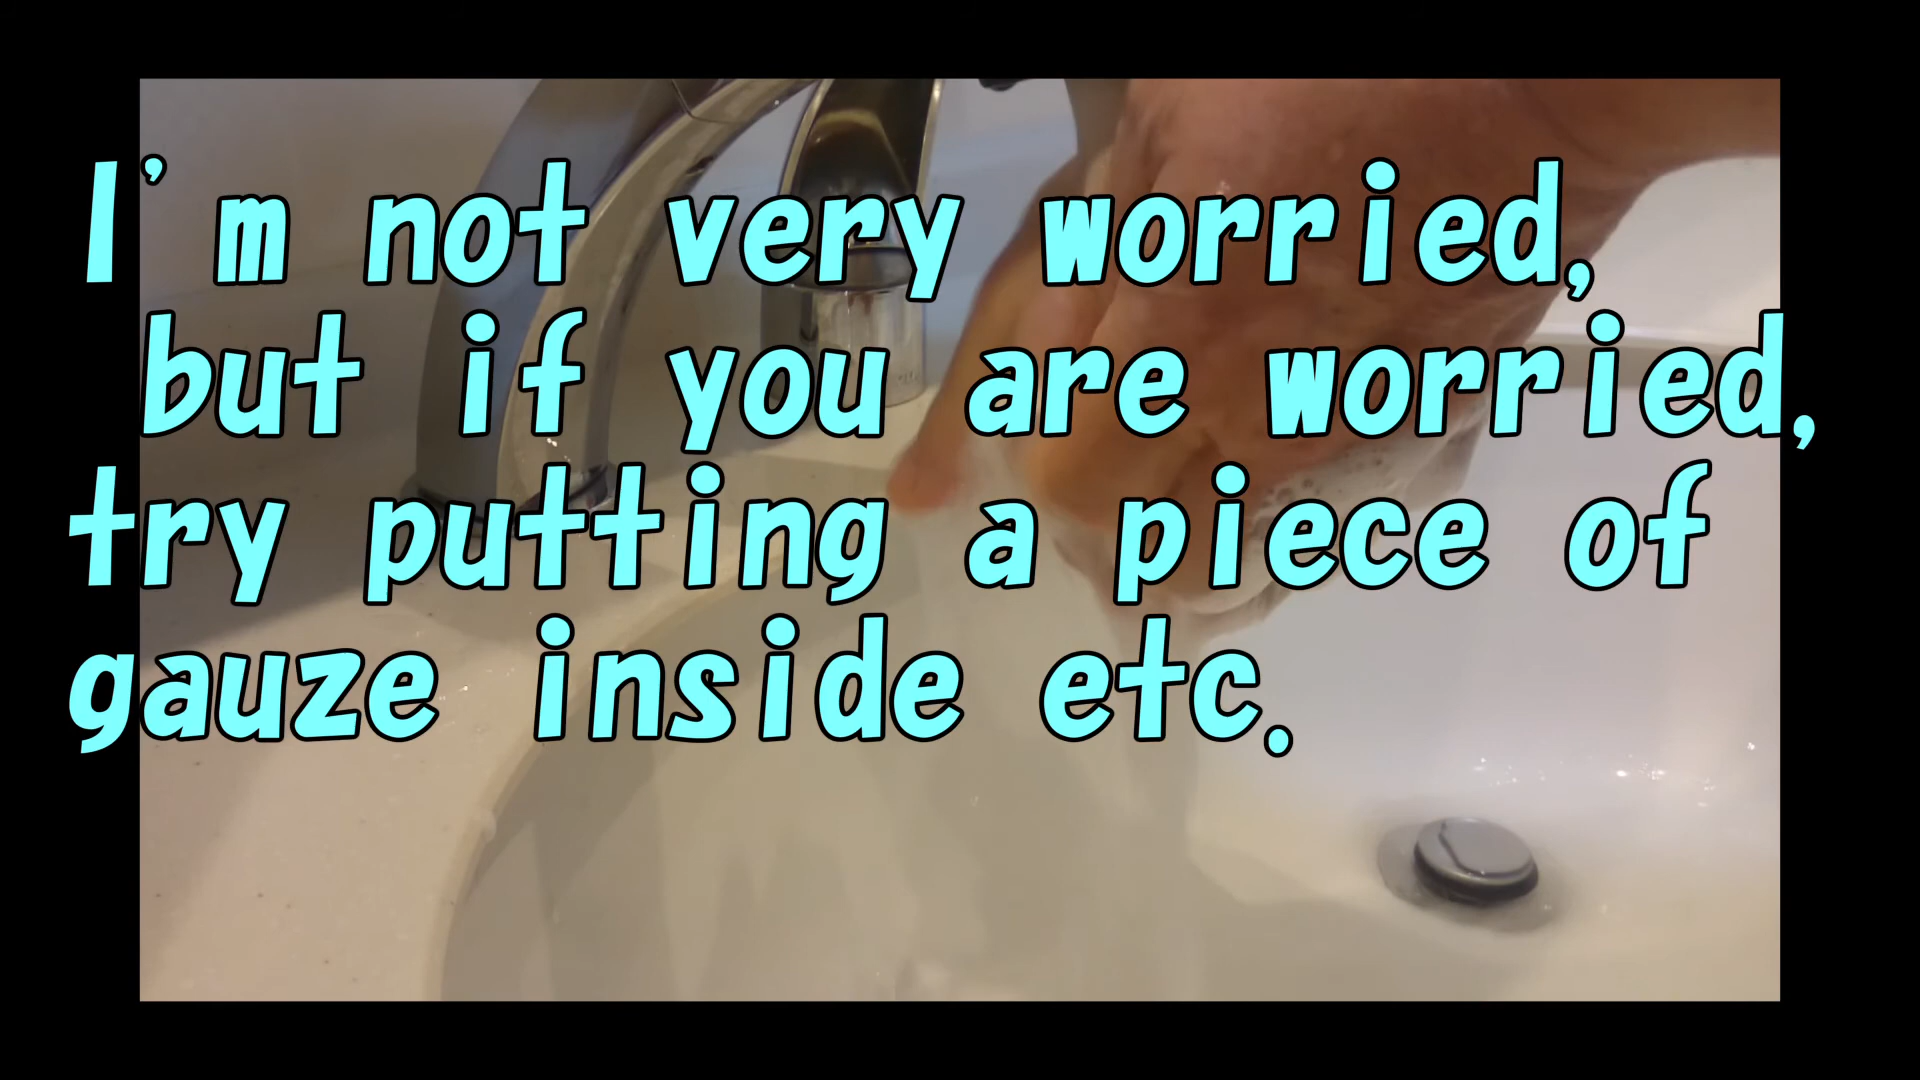 I'm not very worried,
but if you are worried,
try putting a piece of
gauze inside etc.